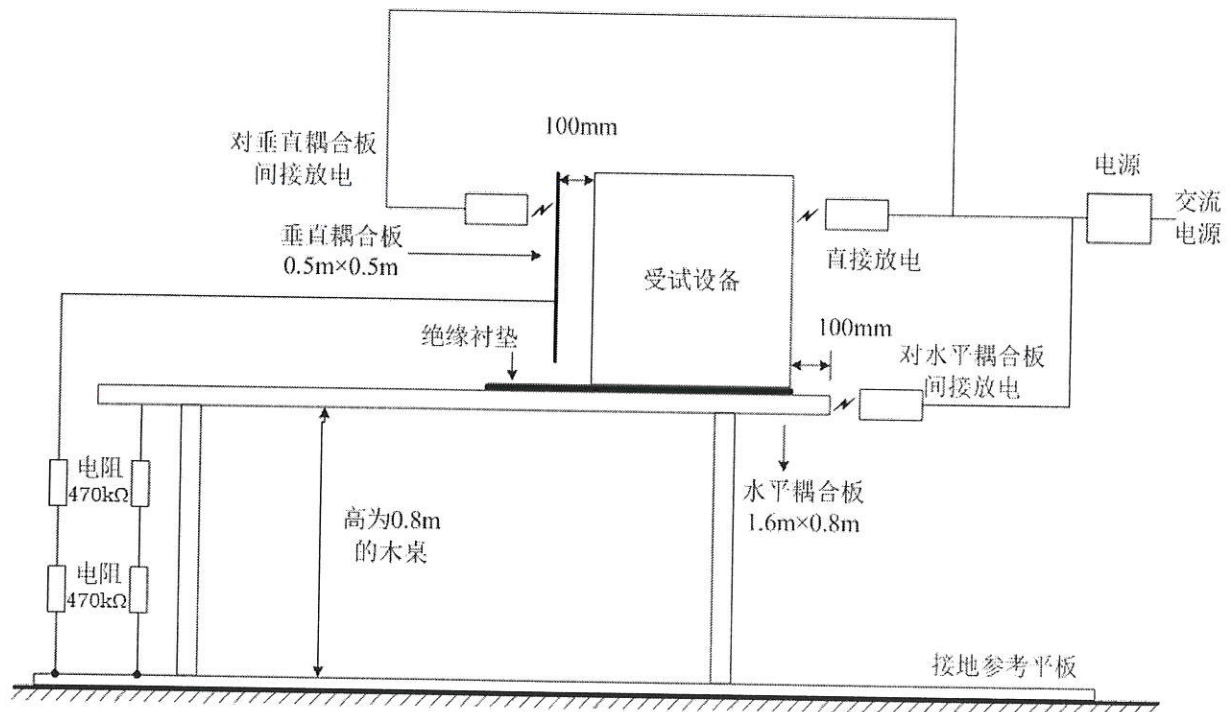 100mm
对垂直耦合板
间接放电
电源
交流
电源
垂直耦合板
0.5m×0.5m
直接放电
受试设备
100mm
绝缘衬垫
对水平耦合板
间接放电
电阻
470kΩ
水平耦合板
1.6m×0.8m
高为0.8m
的木桌
电阻
470kΩ
接地参考平板